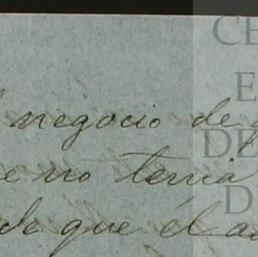 negocio de
e no tenia
de que él a